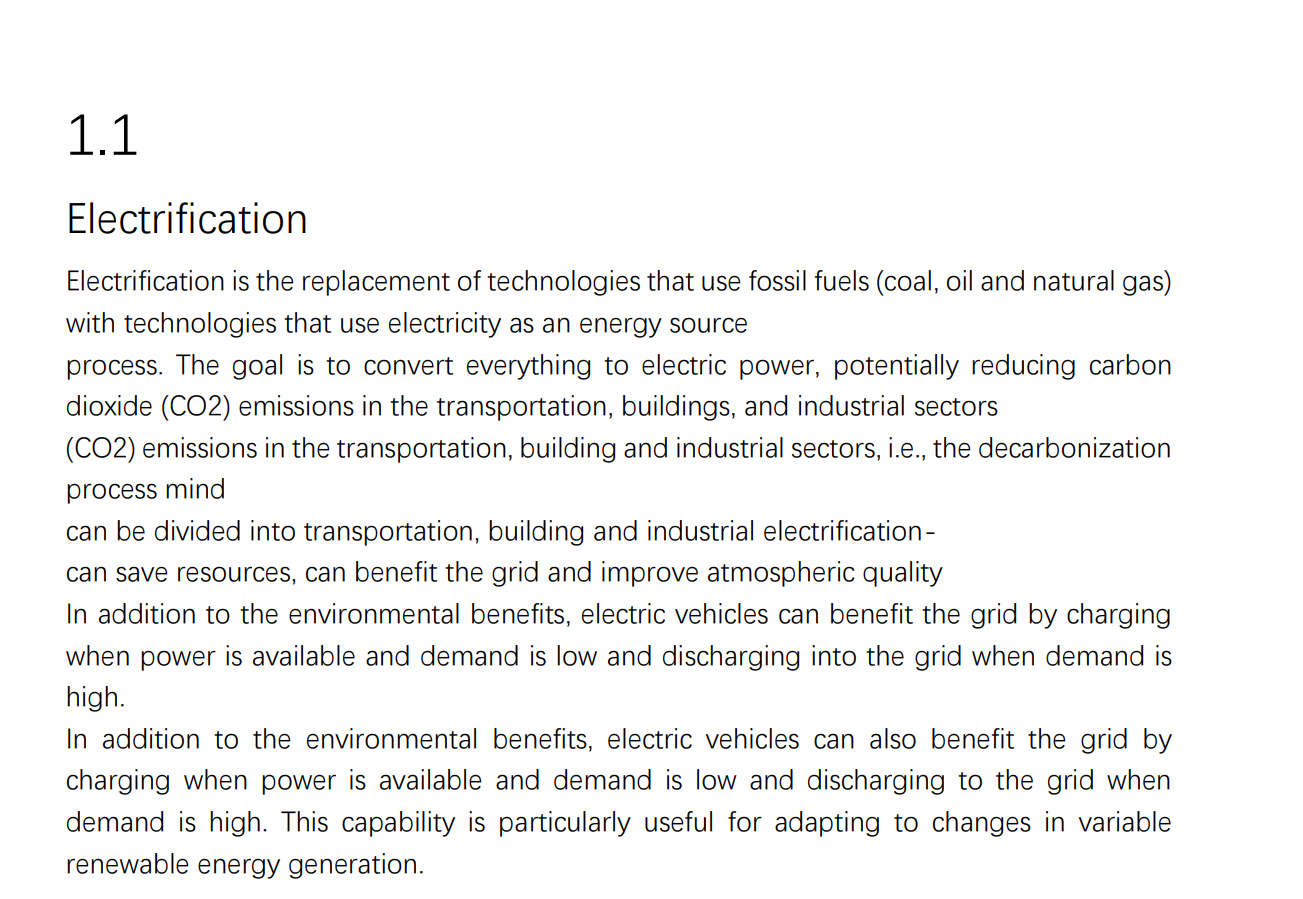 1.1
Electrification
Electrification is the replacement of technologies that use fossil fuels (coal, oil and natural gas)
with technologies that use electricity as an energy source
process. The goal is to convert everything to electric power, potentially reducing carbon
dioxide (CO2) emissions in the transportation, buildings, and industrial sectors
(CO2) emissions in the transportation, building and industrial sectors, i.e., the decarbonization
process mind
can be divided into transportation, building and industrial electrification-
can save resources, can benefit the grid and improve atmospheric quality
In addition to the environmental benefits, electric vehicles can benefit the grid by charging
when power is available and demand is low and discharging into the grid when demand is
high.
In addition to the environmental benefits, electric vehicles can also benefit the grid by
charging when power is available and demand is low and discharging to the grid when
demand is high. This capability is particularly useful for adapting to changes in variable
renewable energy generation.